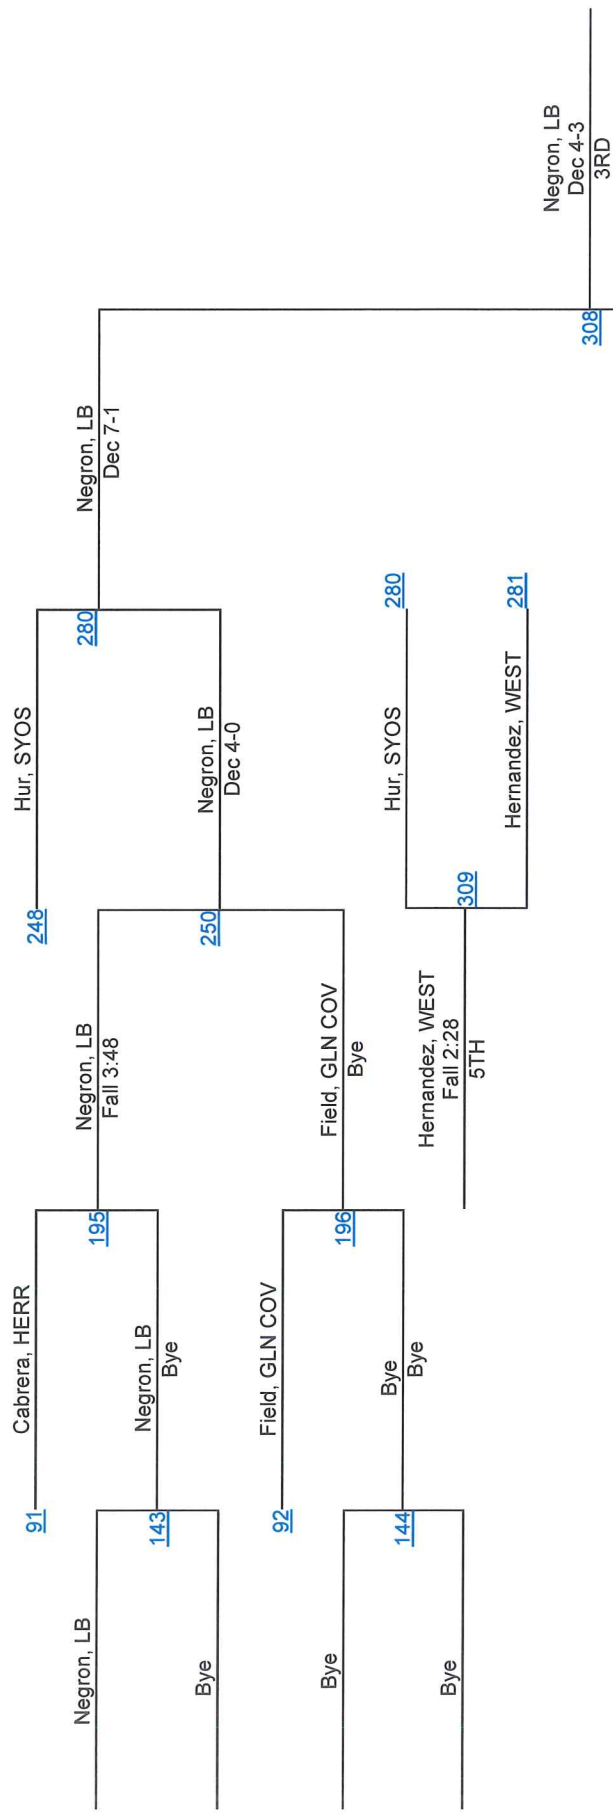 Negron, LB
Bye
Bye
Bye
91
143
92
144
Cabrera, HERR
Negron, LB
Bye
Field, GLN COV
Bye
Bye
195
196
Negron, LB
Fall 3:48
Field, GLN COV
Bye
Hernandez, WEST
Fall 2:28
5TH
248
250
309
Hur, SYOS
Negron, LB
Dec 4-0
Hur, SYOS
Hernandez, WEST
280
280
281
Negron, LB
Dec 7-1
308
Negron, LB
Dec 4-3
3RD